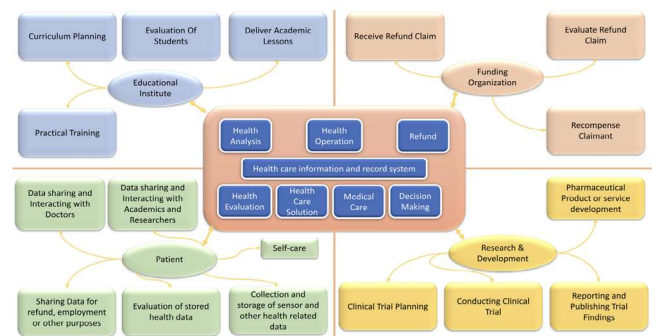 Curriculum Planning
Evaluation Of
Students
Deliver Academic
Lessons
Educational
Institute
Practical Training
Receive Refund Claim
Evaluate Refund
Claim
Funding
Organization
Recompense
Claimant
Health
Analysis
Health
Operation
Refund
Health care information and record system
Health
Evaluation
Health
Care
Solution
Medical
Care
Decision
Making
Data sharing and
Interacting with
Doctors
Data sharing and
Interacting with
Academics and
Researchers
Patient
Self-care
Sharing Data for
refund, employment
or other purposes
Evaluation of stored
health data
Collection and
storage of sensor and
other health related
data
Pharmaceutical
Product or service
development
Research &
Development
Clinical Trial Planning
Conducting Clinical
Trial
Reporting and
Publishing Trial
Findings